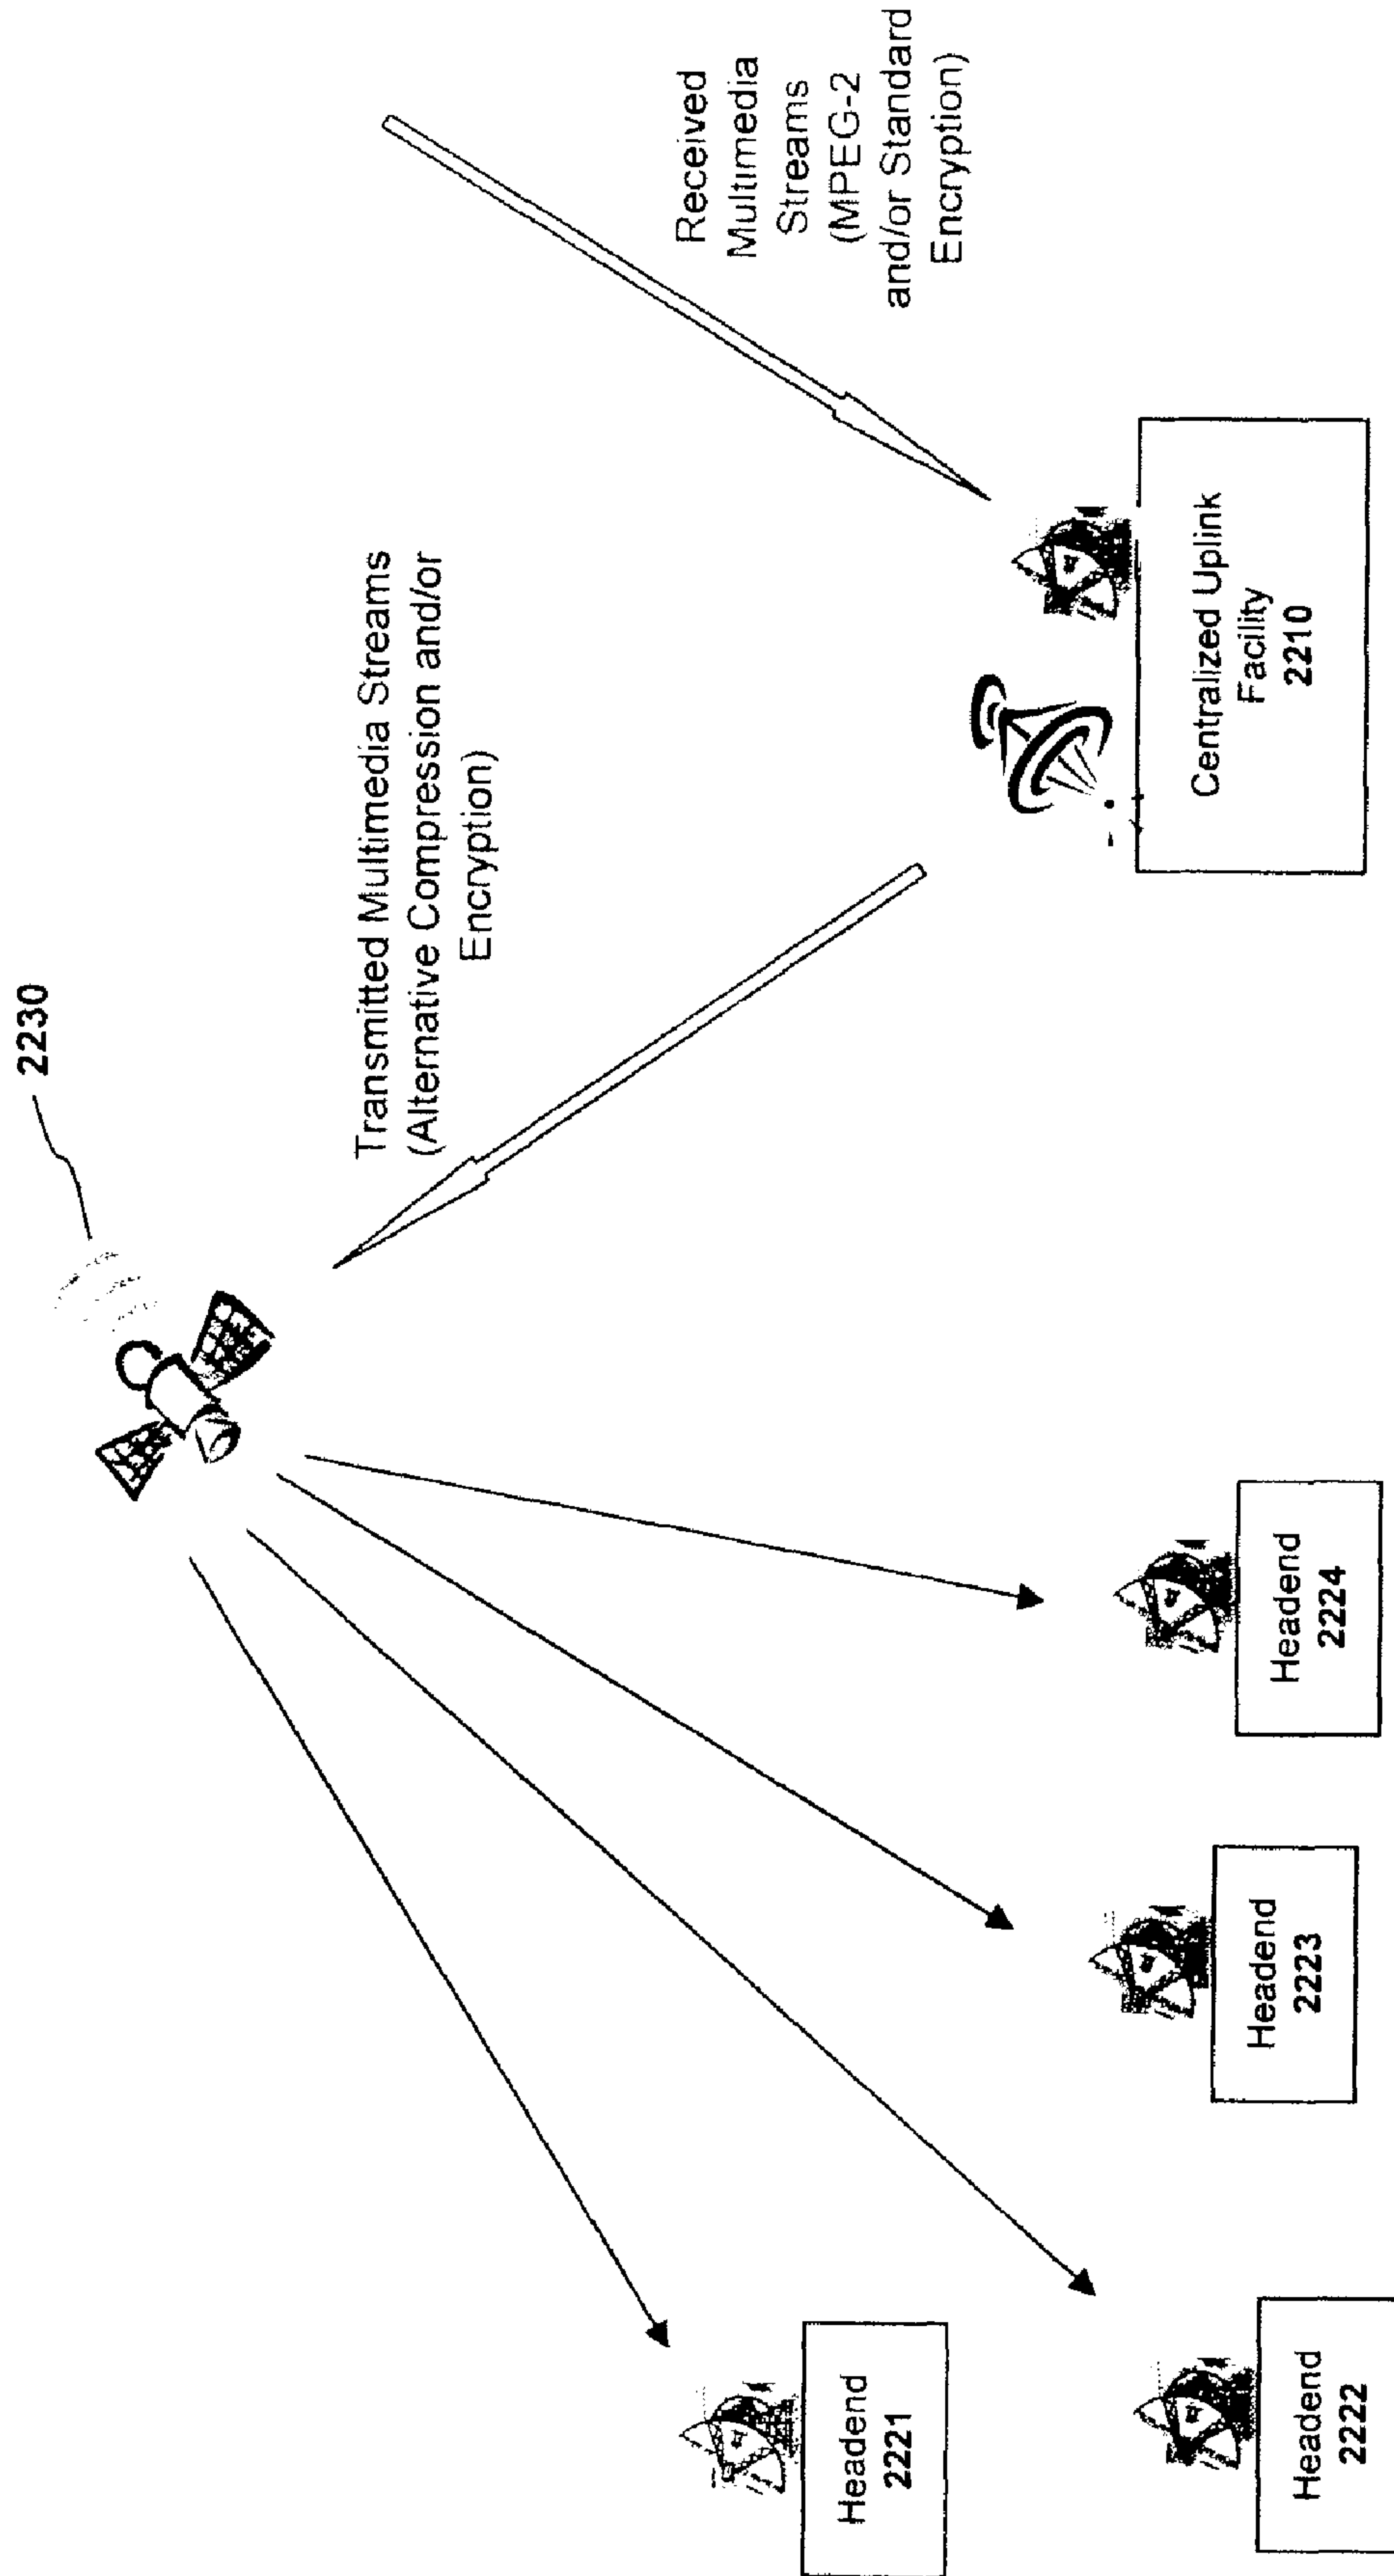 2230
Transmitted Multimedia Streams
(Alternative Compression and/or
Encryption)
Received
Multimedia
Streams
(MPEG-2
and/or Standard
Encryption)
Headend
2221
Headend
2222
Headend
2223
Headend
2224
Centralized Uplink
Facility
2210